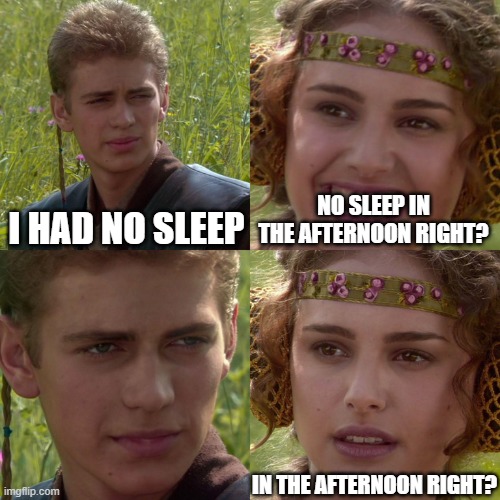 I HAD NO SLEEP
NO SLEEP IN
THE AFTERNOON RIGHT?
IN THE AFTERNOON RIGHT?
imgflip.com